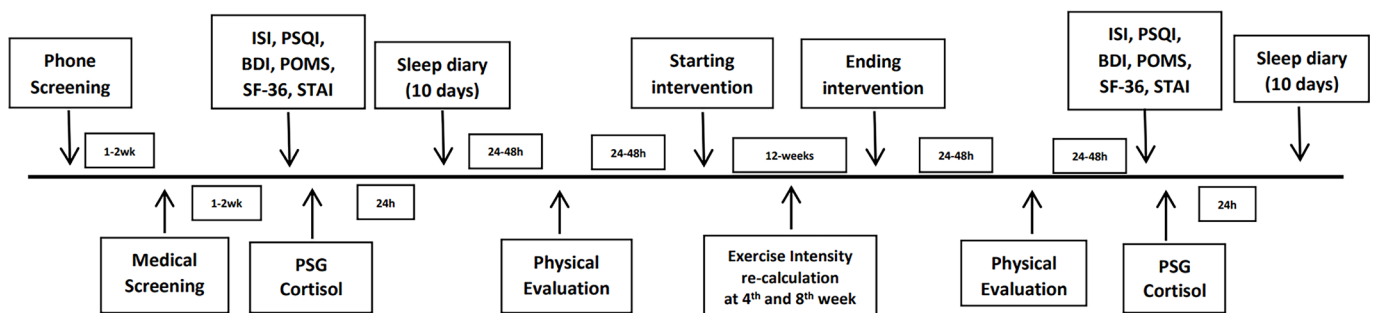 Phone
Screening
ISI, PSQI,
BDI, POMS,
SF-36, STAI
Sleep diary
(10 days)
Starting
intervention
Ending
intervention
ISI, PSQI,
BDI, POMS,
SF-36, STAI
Sleep diary
(10 days)
1-2wk
24-48h
24-48h
12-weeks
24-48h
24-48h
1-2wk
24h
24h
Medical
Screening
PSG
Cortisol
Physical
Evaluation
Exercise Intensity
re-calculation
at 4th and 8th week
Physical
Evaluation
PSG
Cortisol